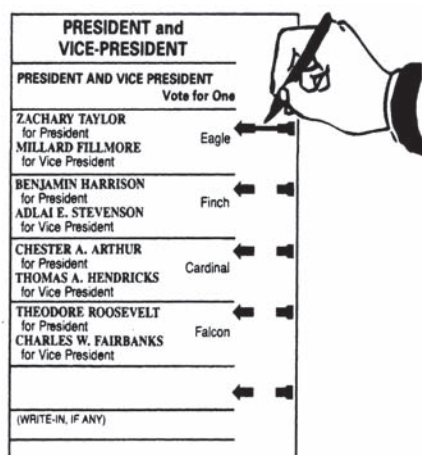 PRESIDENT and
VICE-PRESIDENT
PRESIDENT AND VICE PRESIDENT
Vote for One
ZACHARY TAYLOR
for President
Eagle
MILLARD FILLMORE
for Vice President
BENJAMIN HARRISON
for President
Finch
ADLAI E. STEVENSON
for Vice President
CHESTER A. ARTHUR
for President
Cardinal
THOMAS A. HENDRICKS
for Vice President
THEODORE ROOSEVELT
for President
Falcon
CHARLES W. FAIRBANKS
for Vice President
(WRITE-IN, IF ANY)